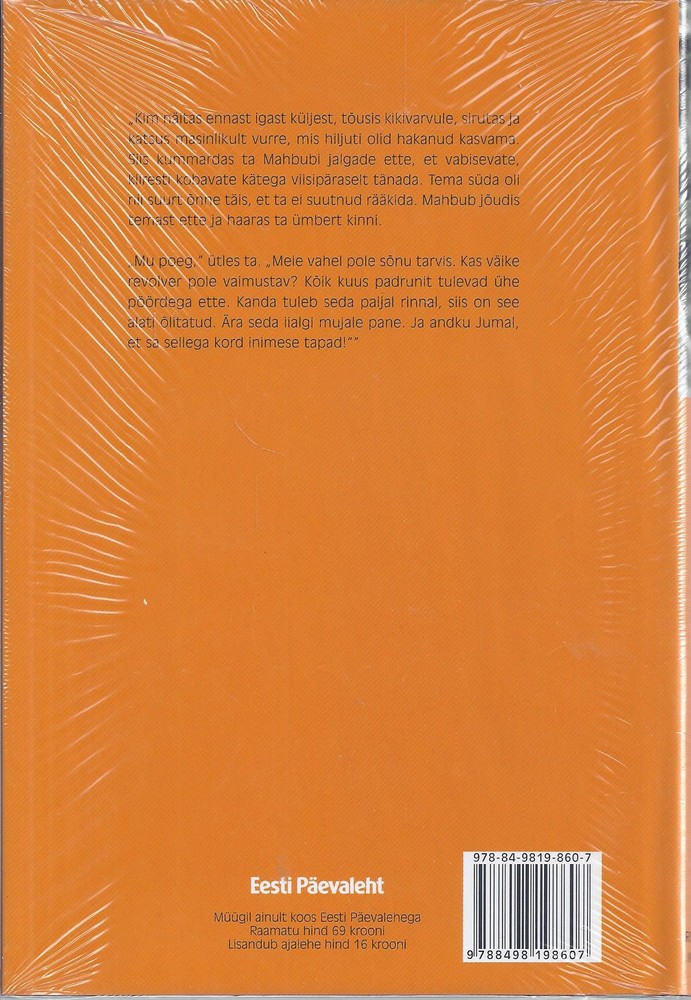 „Kim näitas ennast igast küljest, tõusis kikivarvule, sirutas ja
katsus masinlikult vurre, mis hiljuti olid hakanud kasvama.
Siis kummardas ta Mahbubi jalgade ette, et vabisevate,
kiiresti kobavate kätega viisipäraselt tänada. Tema süda oli
nii suurt õnne täis, et ta ei suutnud rääkida. Mahbub jõudis
temast ette ja haaras ta ümbert kinni.
„Mu poeg,” ütles ta. „Meie vahel pole sõnu tarvis. Kas väike
revolver pole vaimustav? Kõik kuus padrunit tulevad ühe
pöördega ette. Kanda tuleb seda paljal rinnal, siis on see
alati õlitatud. Ära seda iialgi mujale pane. Ja andku Jumal,
et sa sellega kord inimese tapad!””
978-84-9819-860-7
9 788498 198607
Eesti Päevaleht
Müügil ainult koos Eesti Päevalehega
Raamatu hind 69 krooni
Lisandub ajalehe hind 16 krooni